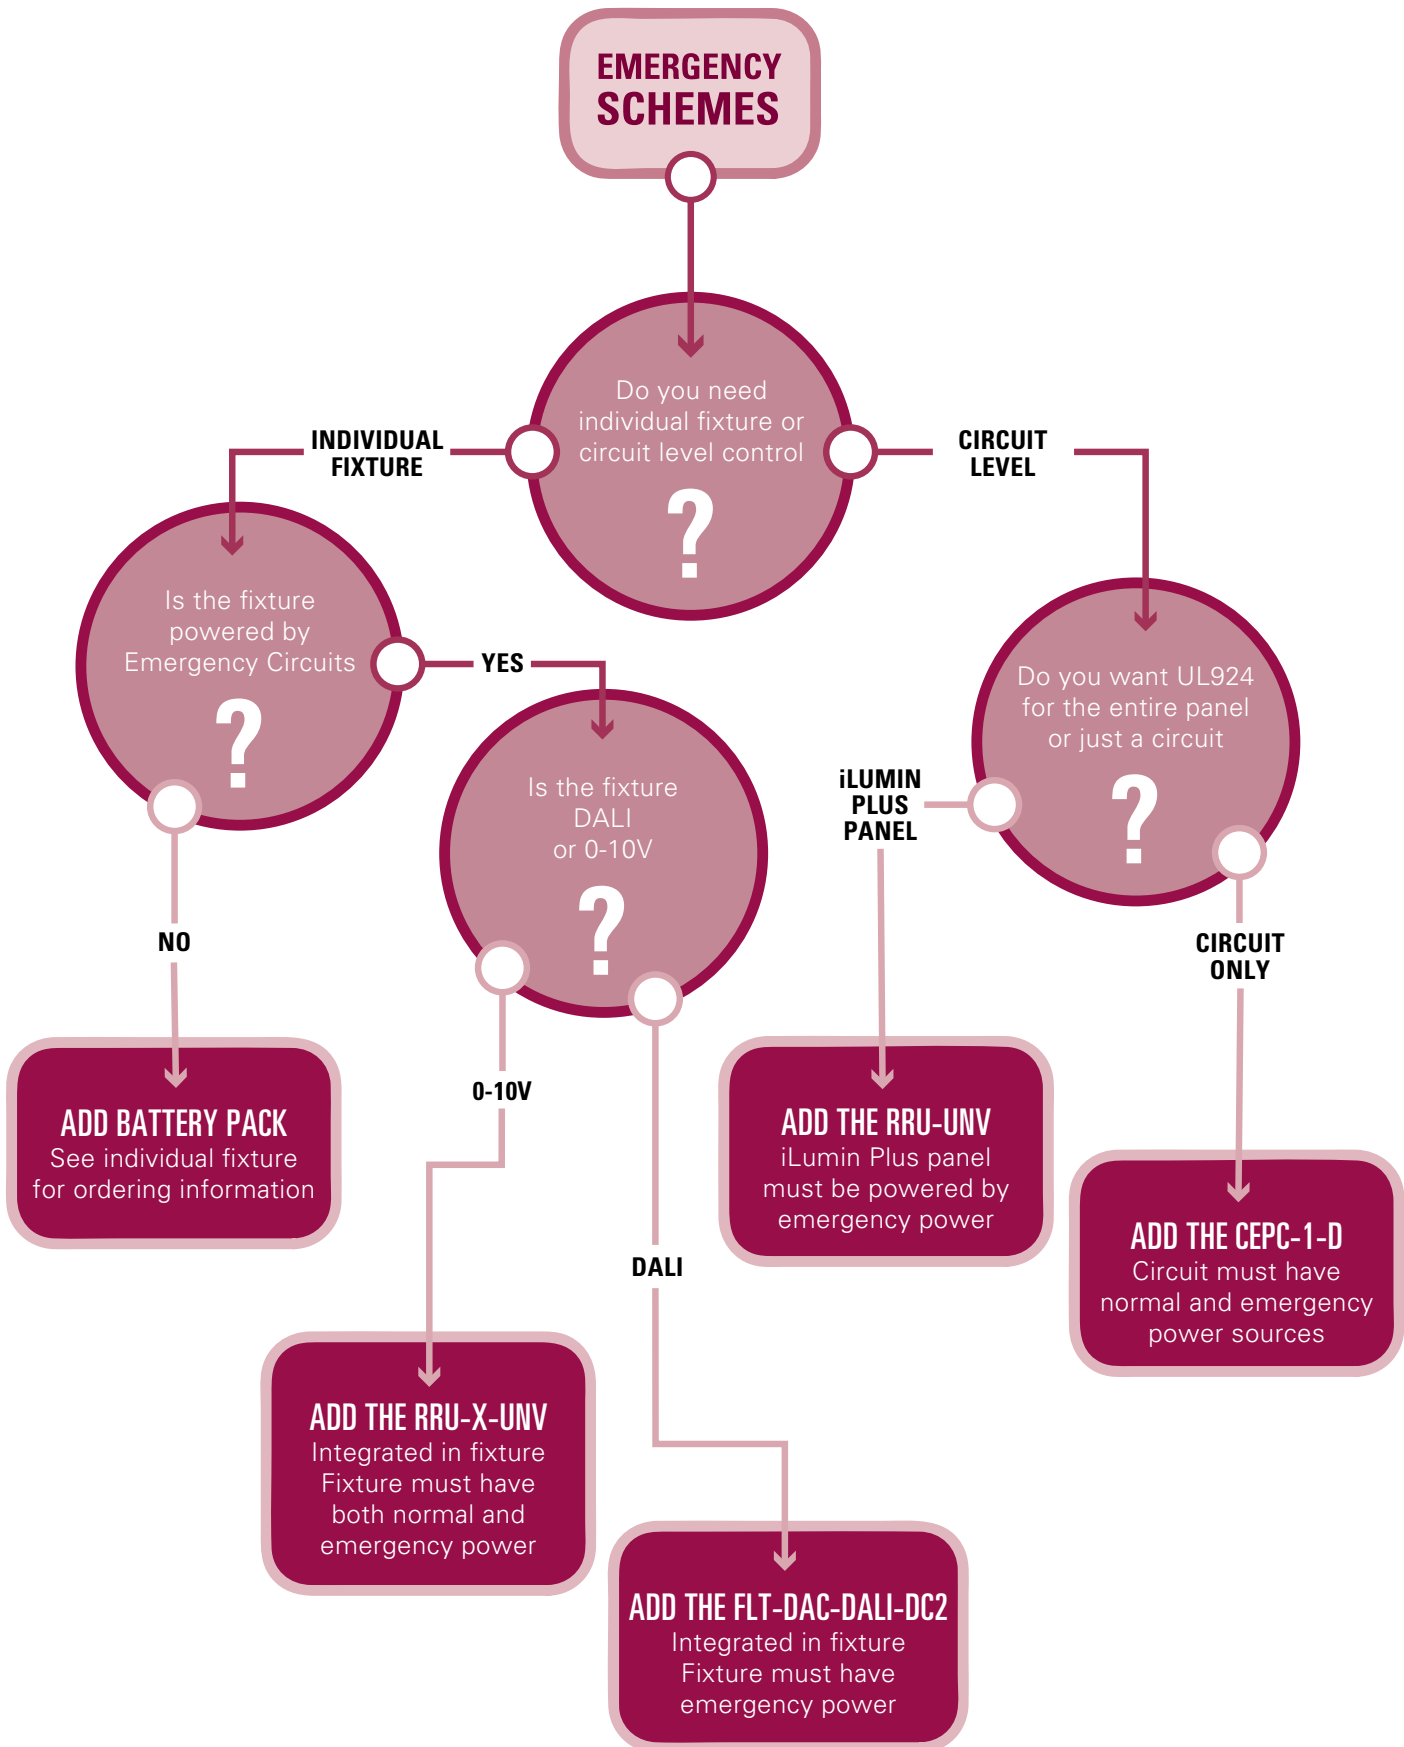 EMERGENCY
SCHEMES
Do you need
individual fixture or
circuit level control
?
INDIVIDUAL
FIXTURE
CIRCUIT
LEVEL
Is the fixture
powered by
Emergency Circuits
?
YES
NO
Is the fixture
DALI
or 0-10V
?
Do you want UL924
for the entire panel
or just a circuit
?
iLUMIN
PLUS
PANEL
CIRCUIT
ONLY
0-10V
DALI
ADD BATTERY PACK
See individual fixture
for ordering information
ADD THE RRU-UNV
iLumin Plus panel
must be powered by
emergency power
ADD THE CEPC-1-D
Circuit must have
normal and emergency
power sources
ADD THE RRU-X-UNV
Integrated in fixture
Fixture must have
both normal and
emergency power
ADD THE FLT-DAC-DALI-DC2
Integrated in fixture
Fixture must have
emergency power